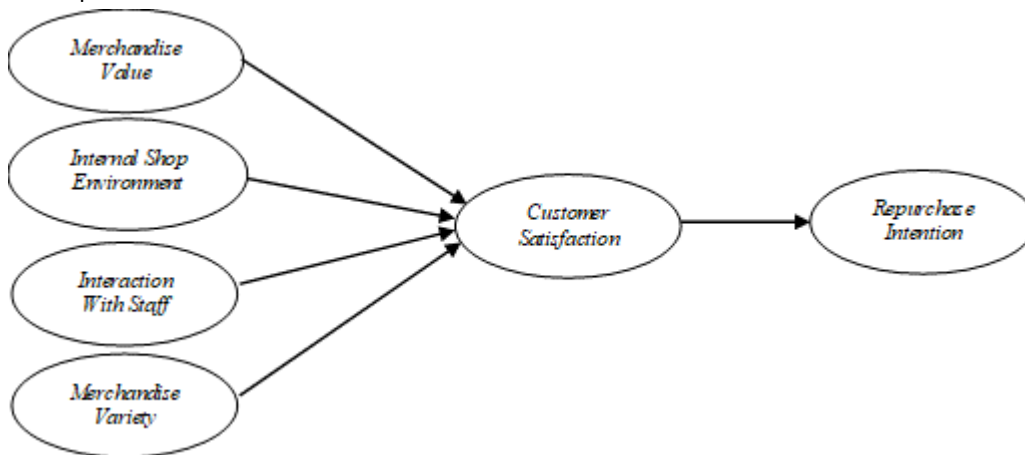 Merchandise
Value
Internal Shop
Environment
Interaction
With Staff
Merchandise
Variety
Customer
Satisfaction
Repurchase
Intention